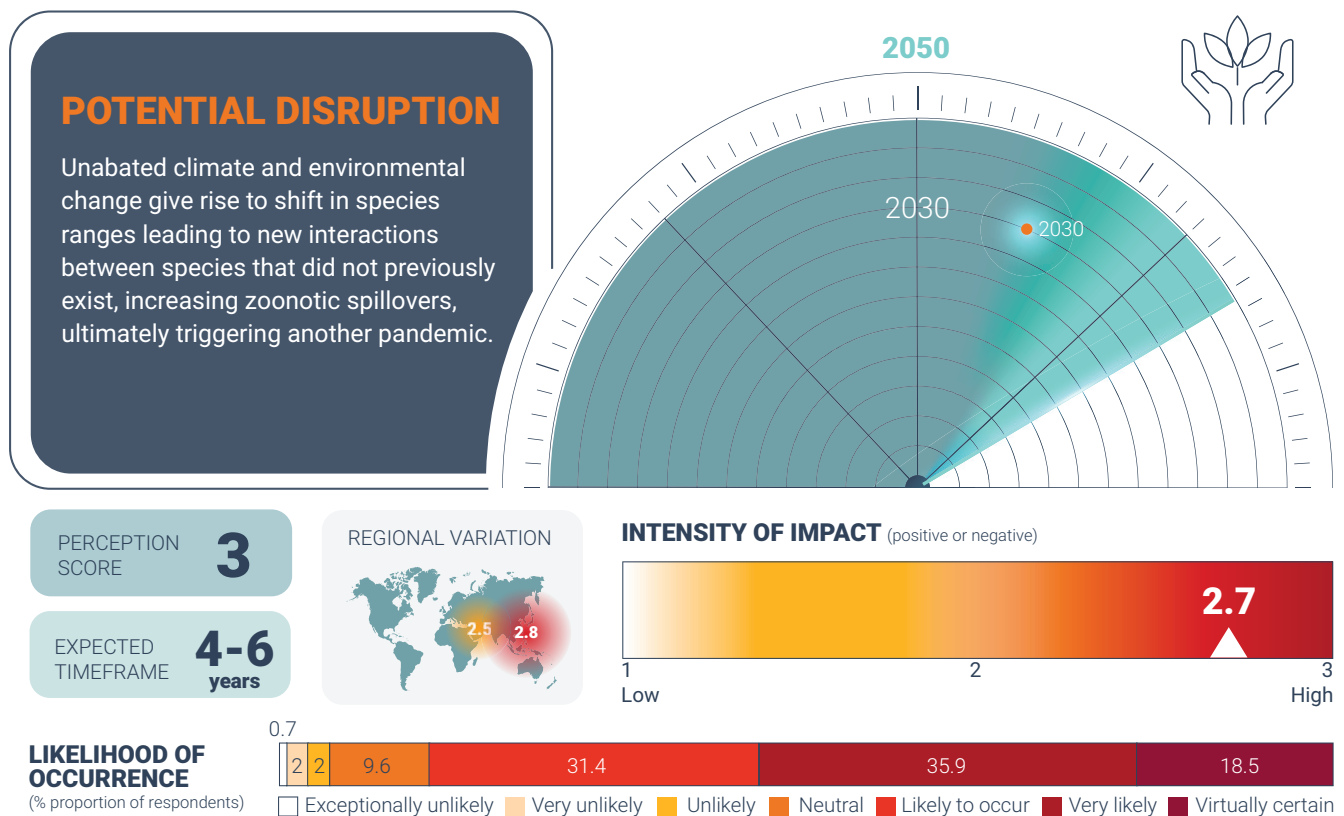 2050
POTENTIAL DISRUPTION
Unabated climate and environmental
change give rise to shift in species
ranges leading to new interactions
between species that did not previously
exist, increasing zoonotic spillovers,
ultimately triggering another pandemic.
2030
2030
PERCEPTION
SCORE
3
EXPECTED
TIMEFRAME
4-6
years
REGIONAL VARIATION
2.5
2.8
INTENSITY OF IMPACT (positive or negative)
2.7
1
2
3
Low
High
LIKELIHOOD OF
OCCURRENCE
(% proportion of respondents)
0.7
2
2
9.6
31.4
35.9
18.5
Exceptionally unlikely
Very unlikely
Unlikely
Neutral
Likely to occur
Very likely
Virtually certain